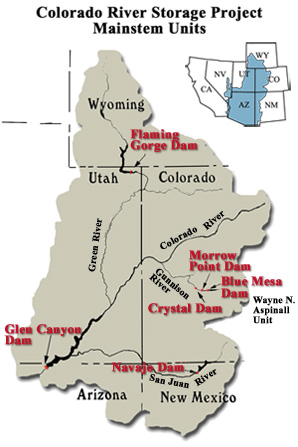 Colorado River Storage Project
Mainstem Units
WY
NV
UT
CO
CA
AZ
NM
Wyoming
Flaming
Gorge Dam
Utah
Colorado
Green River
Colorado River
Gunnison
River
Morrow
Point Dam
Blue Mesa
Dam
Crystal Dam
Wayne N.
Aspinall
Unit
Glen Canyon
Dam
Navajo Dam
San Juan River
Arizona
New Mexico